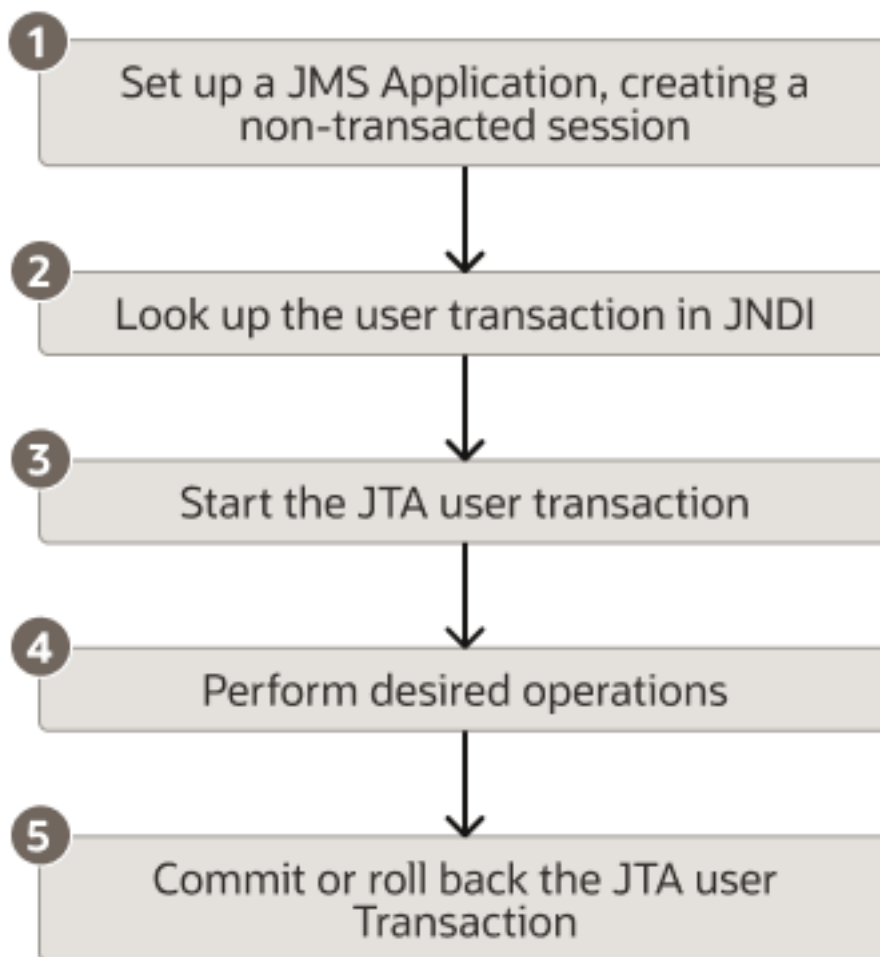 1
Set up a JMS Application, creating a
non-transacted session
2
Look up the user transaction in JNDI
3
Start the JTA user transaction
4
Perform desired operations
5
Commit or roll back the JTA user
Transaction